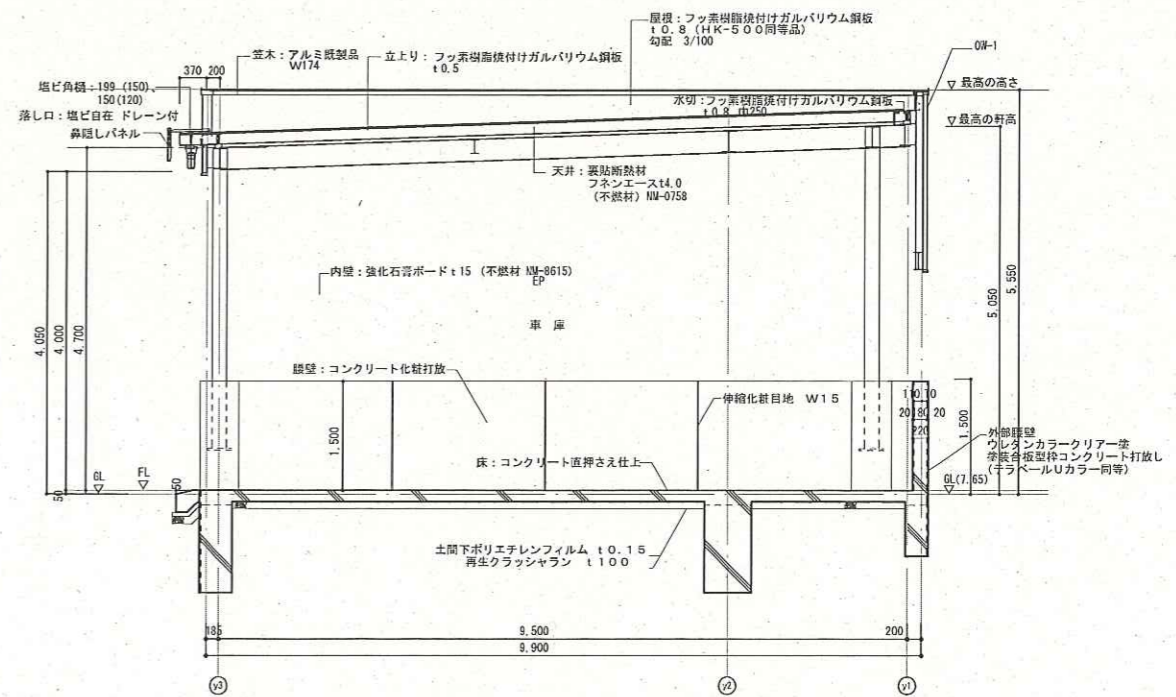 屋根：フッ素樹脂焼付けガルバリウム鋼板
t0.8（HK-500同等品）
勾配 3/100
笠木：アルミ既製品
W174
立上り：フッ素樹脂焼付けガルバリウム鋼板
t0.5
OW-1
370 200
塩ビ角樋：199 (150)、
150(120)
落し口：塩ビ自在 ドレーン付
鼻隠しパネル
水切：フッ素樹脂焼付けガルバリウム鋼板
t0.8 巾250
最高の高さ
最高の軒高
天井：裏貼断熱材
フネンエースt4.0
（不燃材）NM-0758
内壁：強化石膏ボード t15 （不燃材 NM-8615）
EP
車 庫
4,050
4,000
4,700
5,050
5,550
腰壁：コンクリート化粧打放
伸縮化粧目地 W15
1,500
110 10
20 180 20
220
1,500
外部腰壁
ウレタンカラークリアー塗
塗装合板型枠コンクリート打放し
（テラベールUカラー同等）
床：コンクリート直押さえ仕上
GL
FL
50
50
GL(7.65)
土間下ポリエチレンフィルム t0.15
再生クラッシャラン t100
185
9,500
200
9,900
y3
y2
y1